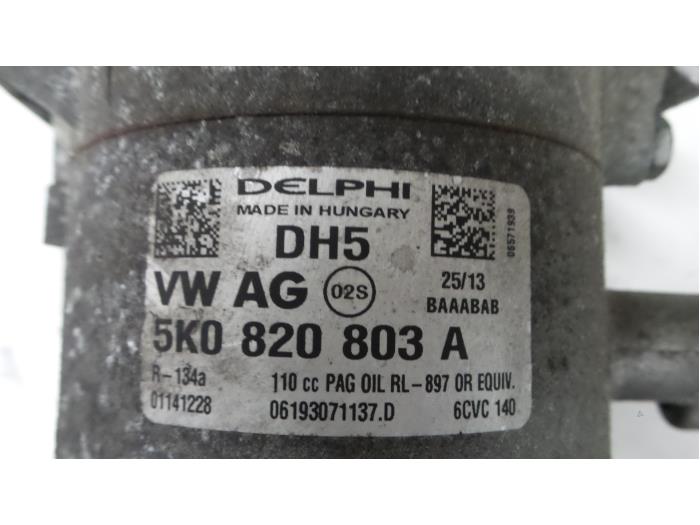 DELPHI
MADE IN HUNGARY
DH5
06571939
VW AG 02S
25/13
BAAABAB
5K0 820 803 A
R-134a 110 cc PAG OIL RL-897 OR EQUIV.
01141228 06193071137.D 6CVC 140